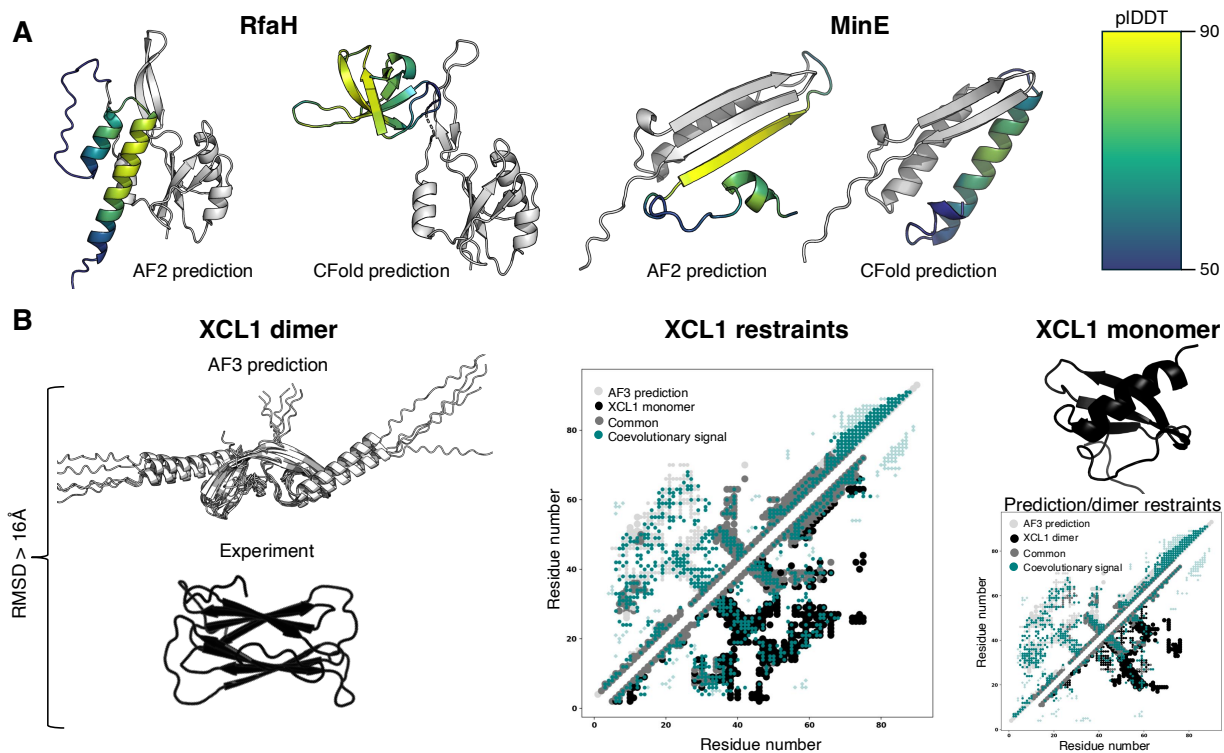 A
RfaH
MinE
plDDT
90
50
AF2 prediction
CFold prediction
AF2 prediction
CFold prediction
B
XCL1 dimer
XCL1 restraints
XCL1 monomer
AF3 prediction
RMSD > 16Å
Experiment
AF3 prediction
XCL1 monomer
Common
Coevolutionary signal
Residue number
80
60
40
20
0
0
20
40
60
80
Residue number
Prediction/dimer restraints
AF3 prediction
XCL1 dimer
Common
Coevolutionary signal
Residue number
80
60
40
20
0
0
20
40
60
80
Residue number